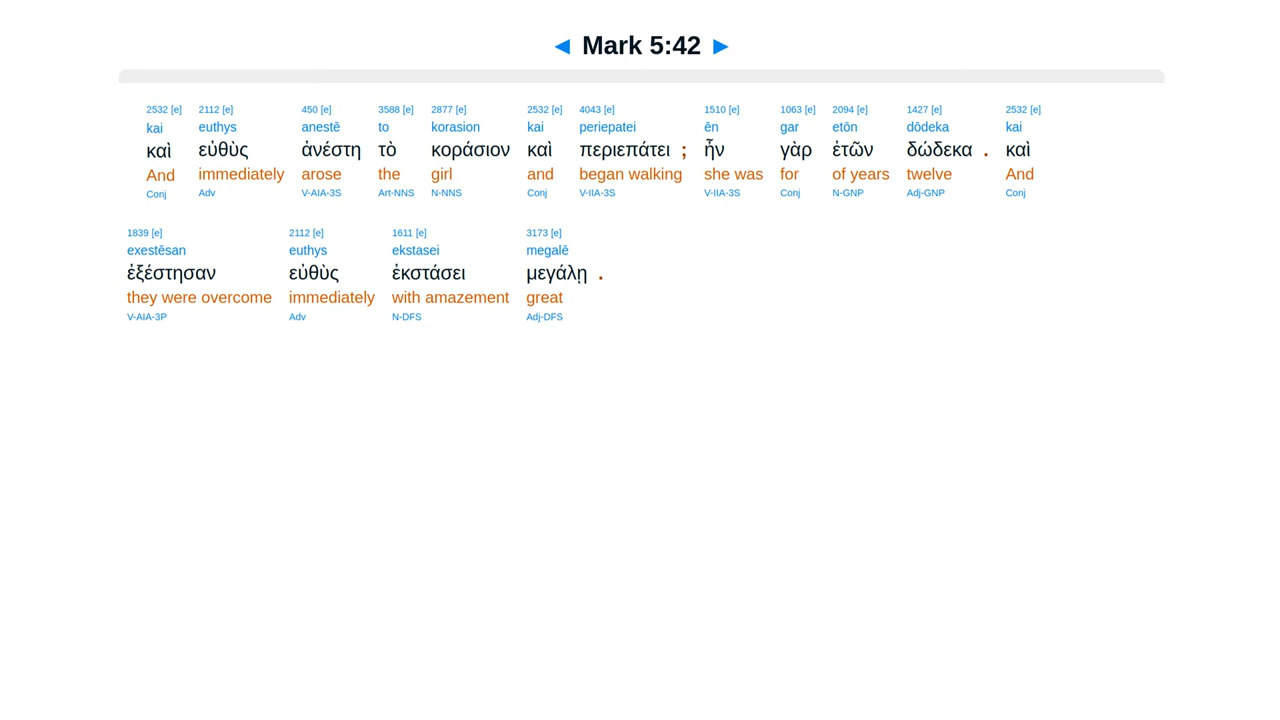 ◄ Mark 5:42 ►
2532 [e] 2112 [e] 450 [e] 3588 [e] 2877 [e] 2532 [e] 4043 [e] 1510 [e] 1063 [e] 2094 [e] 1427 [e] 2532 [e]
kai euthys anestē to korasion kai periepatei ēn gar etōn dōdeka kai
καὶ εὐθὺς ἀνέστη τὸ κοράσιον καὶ περιεπάτει ; ἦν γὰρ ἐτῶν δώδεκα . καὶ
And immediately arose the girl and began walking she was for of years twelve And
Conj Adv V-AIA-3S Art-NNS N-NNS Conj V-IIA-3S V-IIA-3S Conj N-GNP Adj-GNP Conj
1839 [e] 2112 [e] 1611 [e] 3173 [e]
exestēsan euthys ekstasei megalē
ἐξέστησαν εὐθὺς ἐκστάσει μεγάλῃ .
they were overcome immediately with amazement great
V-AIA-3P Adv N-DFS Adj-DFS